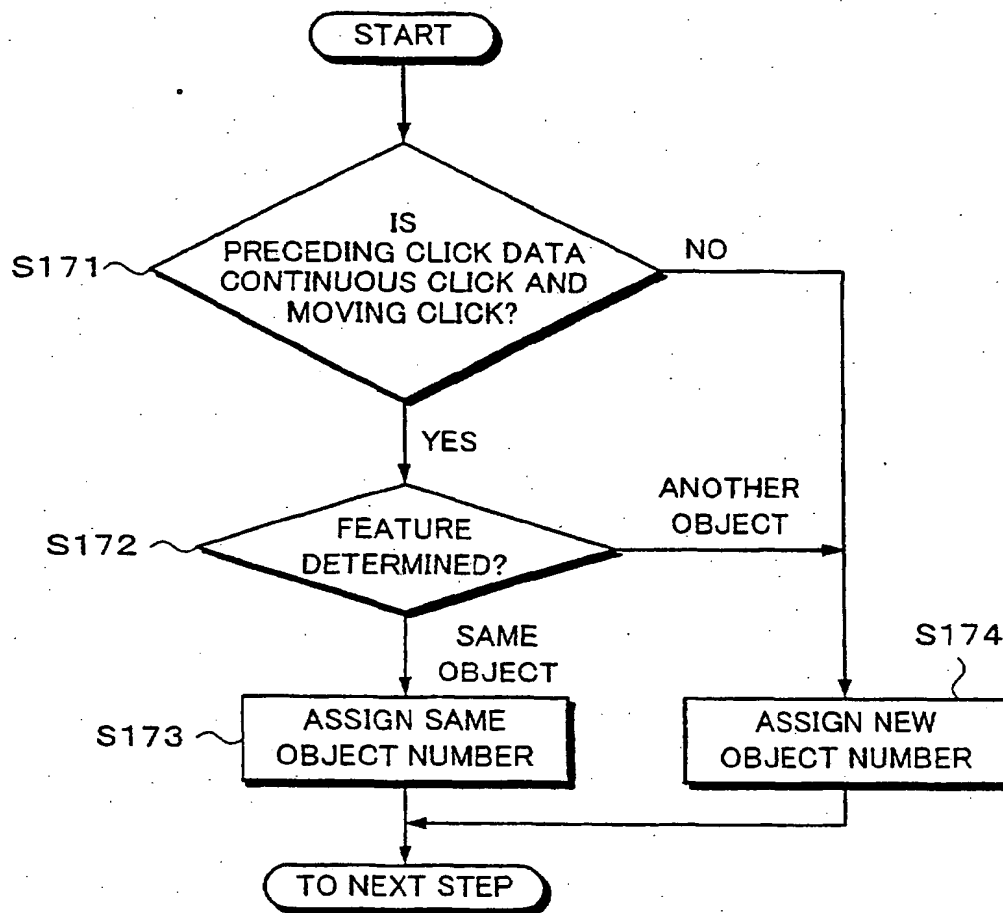 START
IS
PRECEDING CLICK DATA
CONTINUOUS CLICK AND
MOVING CLICK?
S171
NO
YES
FEATURE
DETERMINED?
S172
ANOTHER
OBJECT
SAME
OBJECT
S173
ASSIGN SAME
OBJECT NUMBER
S174
ASSIGN NEW
OBJECT NUMBER
TO NEXT STEP